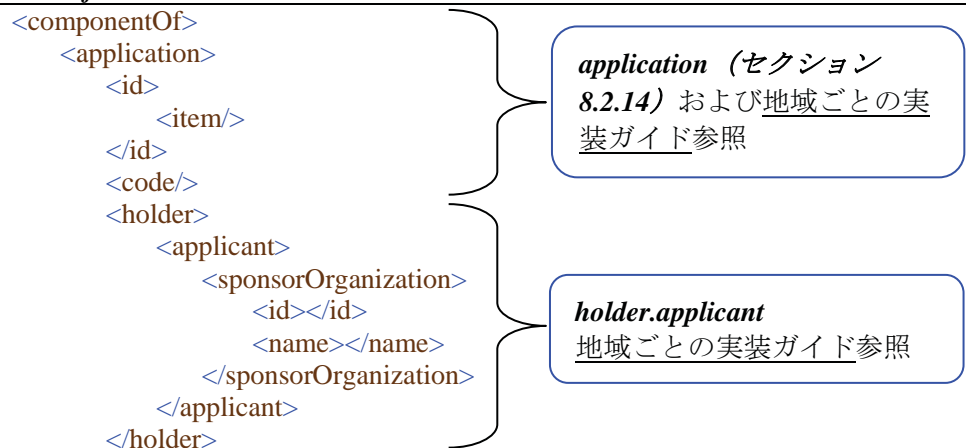 <componentOf>
<application>
<id>
<item/>
</id>
<code/>
<holder>
<applicant>
<sponsorOrganization>
<id></id>
<name></name>
</sponsorOrganization>
</applicant>
</holder>
application（セクション
8.2.14）および地域ごとの実
装ガイド参照
holder.applicant
地域ごとの実装ガイド参照